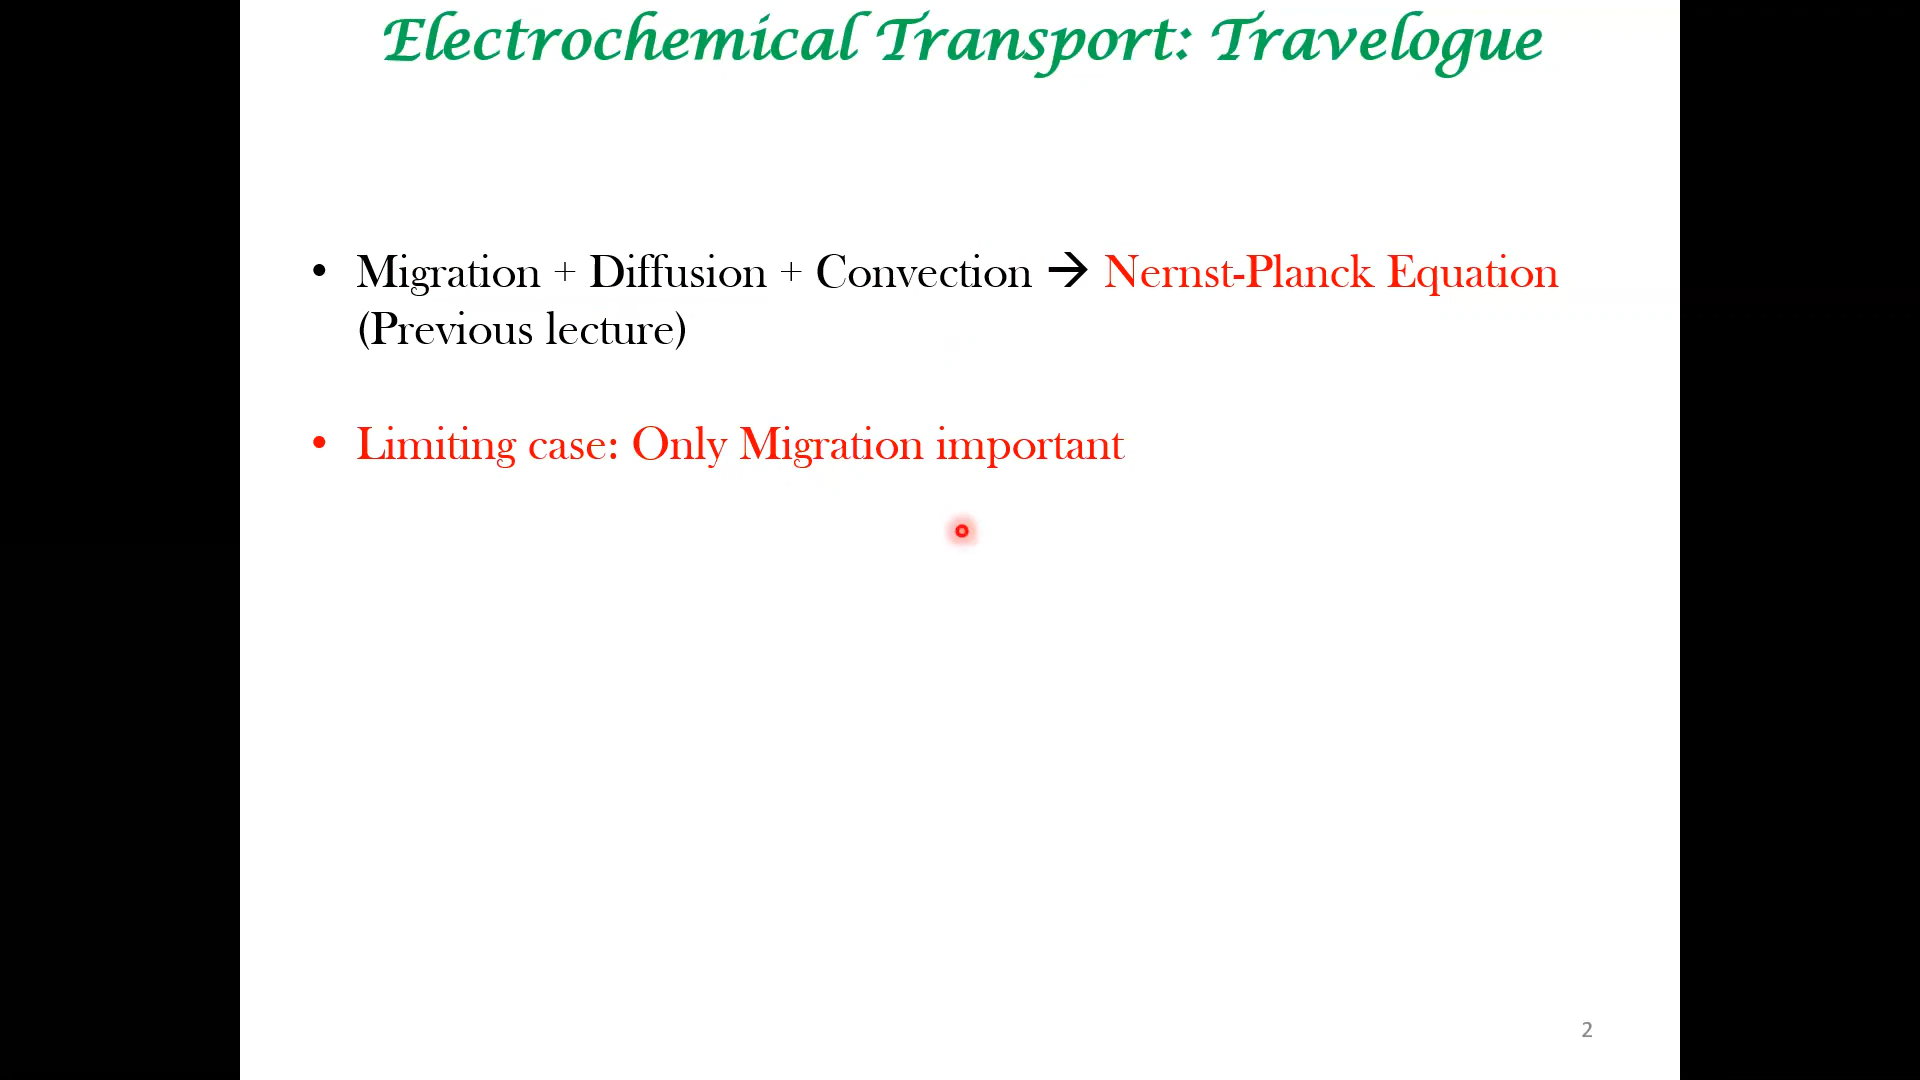 Electrochemical Transport: Travelogue
• Migration + Diffusion + Convection → Nernst-Planck Equation
(Previous lecture)
• Limiting case: Only Migration important
2